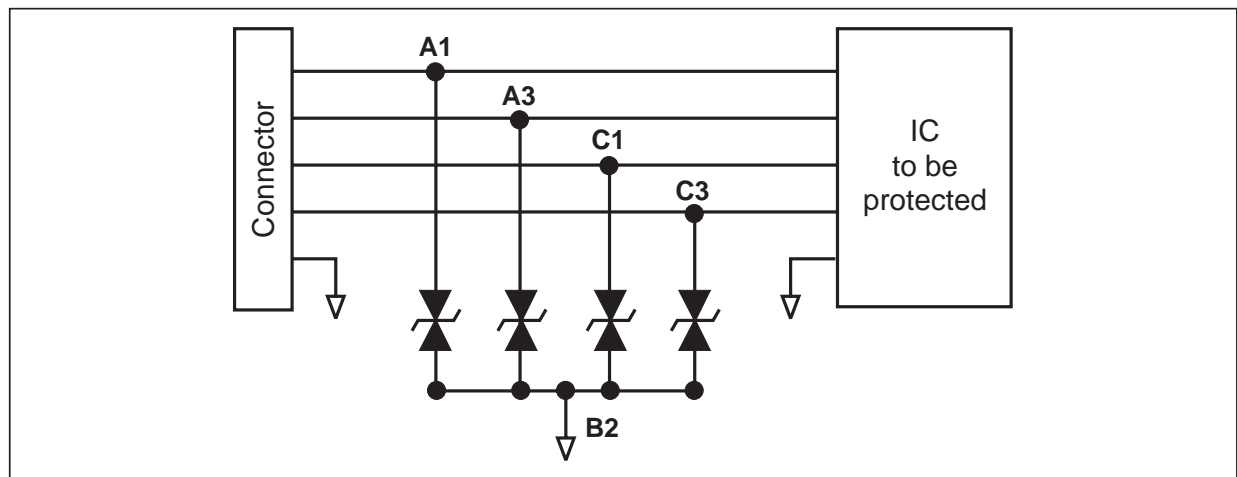 A1
A3
C1
C3
Connector
IC
to be
protected
B2